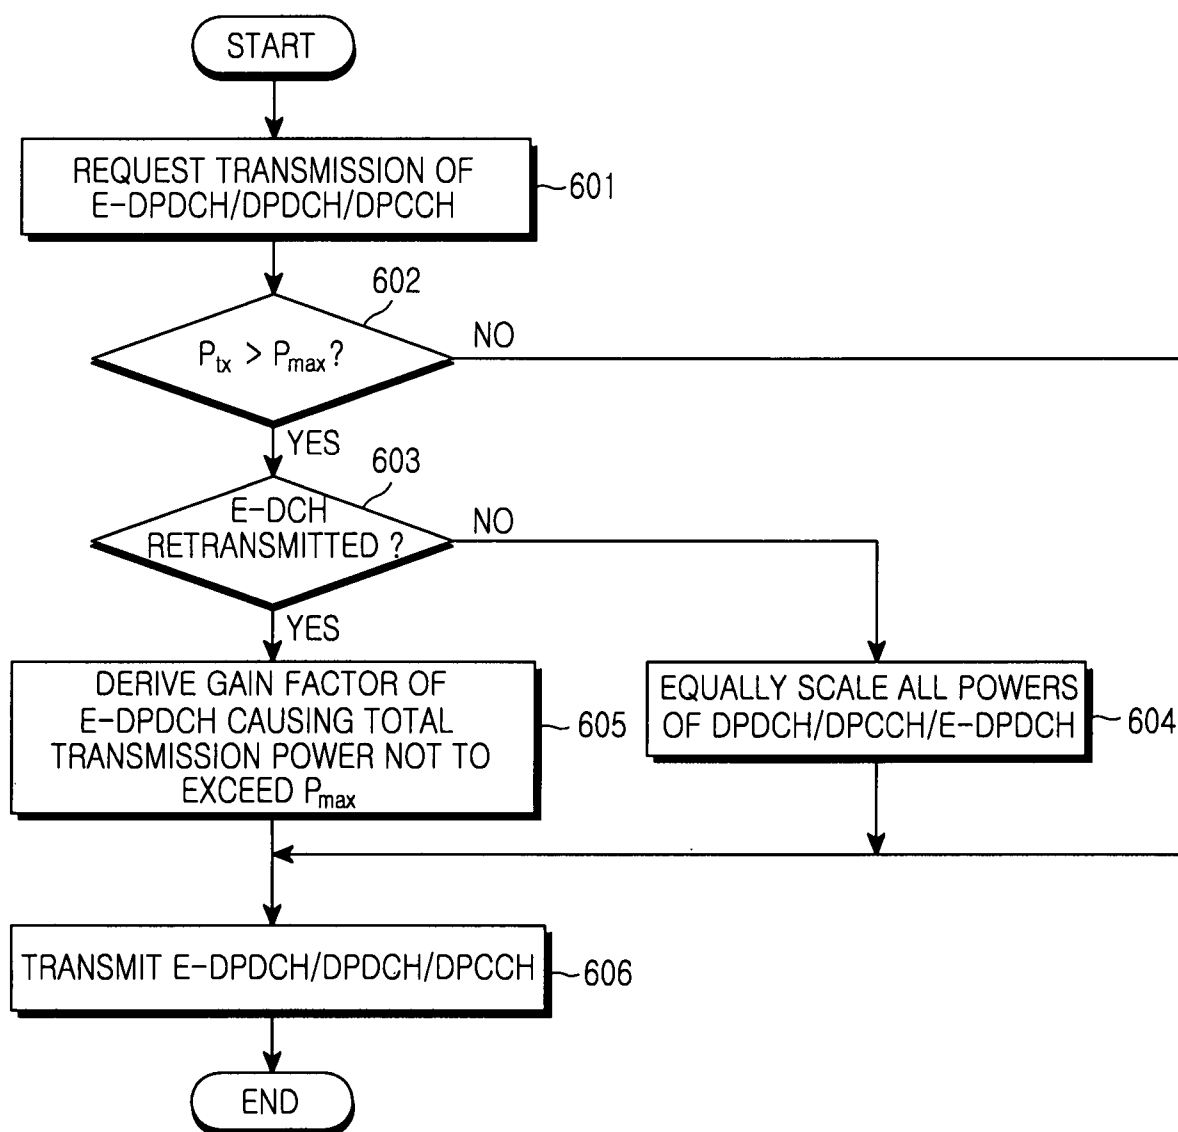 START
REQUEST TRANSMISSION OF
E-DPDCH/DPDCH/DPCCH
601
602
Ptx > Pmax?
NO
YES
603
E-DCH
RETRANSMITTED ?
NO
YES
DERIVE GAIN FACTOR OF
E-DPDCH CAUSING TOTAL
TRANSMISSION POWER NOT TO
EXCEED Pmax
605
EQUALLY SCALE ALL POWERS
OF DPDCH/DPCCH/E-DPDCH
604
TRANSMIT E-DPDCH/DPDCH/DPCCH
606
END